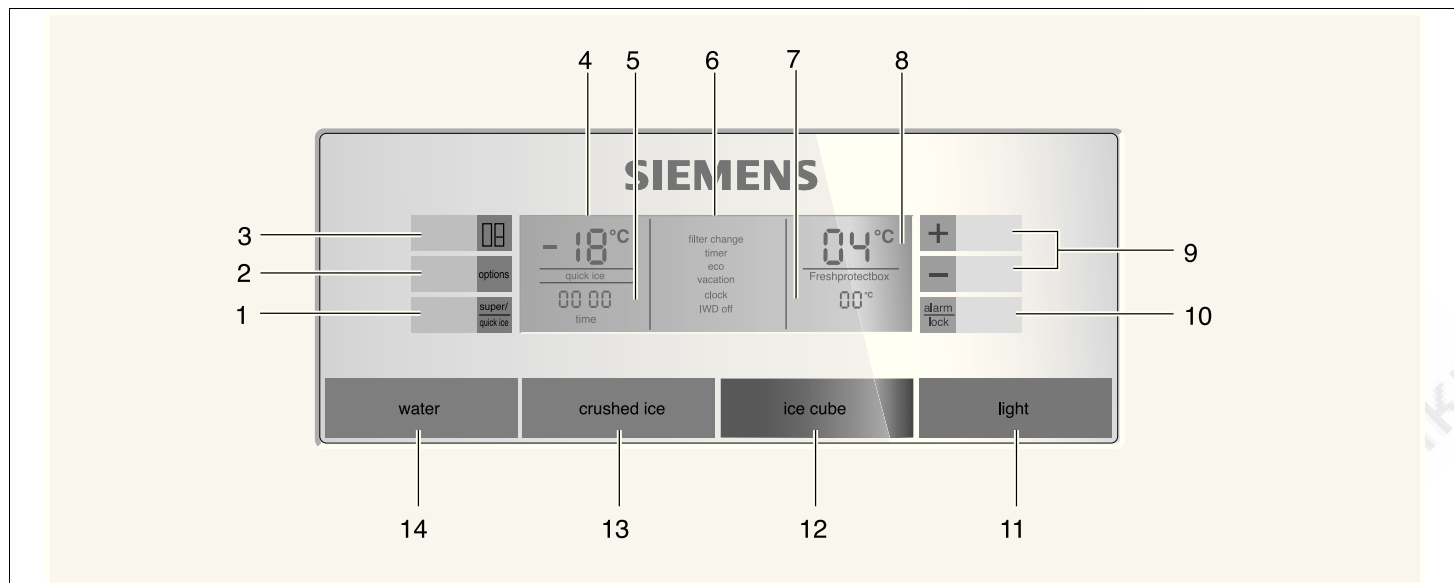 4 5 6 7 8
SIEMENS
3
2 options
1 super/
quick ice
-18°C
quick ice
00 00
time
filter change
timer
eco
vacation
clock
IWD off
04°C
Freshprotectbox
00°C
+
−
9
alarm
lock
10
water crushed ice ice cube light
14 13 12 11